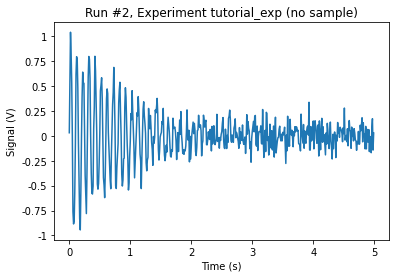 Run #2, Experiment tutorial_exp (no sample)
Signal (V)
1
0.75
0.5
0.25
0
-0.25
-0.5
-0.75
-1
0 1 2 3 4 5
Time (s)